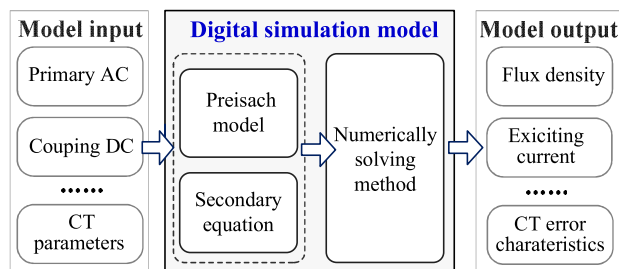 Model input
Primary AC
Couping DC
......
CT
parameters
Digital simulation model
Preisach
model
Secondary
equation
Numerically
solving
method
Model output
Flux density
Exiciting
current
......
CT error
charateristics